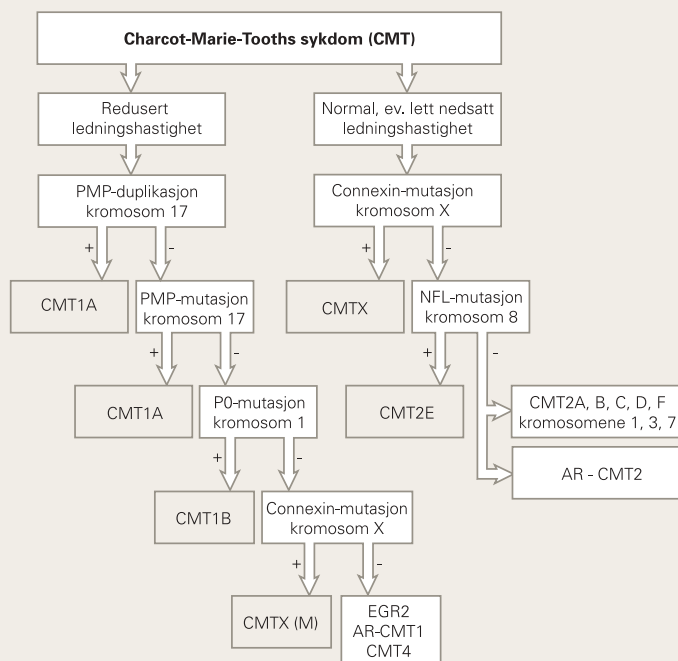 Charcot-Marie-Tooths sykdom (CMT)
Redusert
ledningshastighet
Normal, ev. lett nedsatt
ledningshastighet
PMP-duplikasjon
kromosom 17
Connexin-mutasjon
kromosom X
+
-
+
-
CMT1A
PMP-mutasjon
kromosom 17
CMTX
NFL-mutasjon
kromosom 8
+
-
+
-
CMT1A
P0-mutasjon
kromosom 1
CMT2E
CMT2A, B, C, D, F
kromosomene 1, 3, 7
+
-
AR - CMT2
CMT1B
Connexin-mutasjon
kromosom X
+
-
CMTX (M)
EGR2
AR-CMT1
CMT4